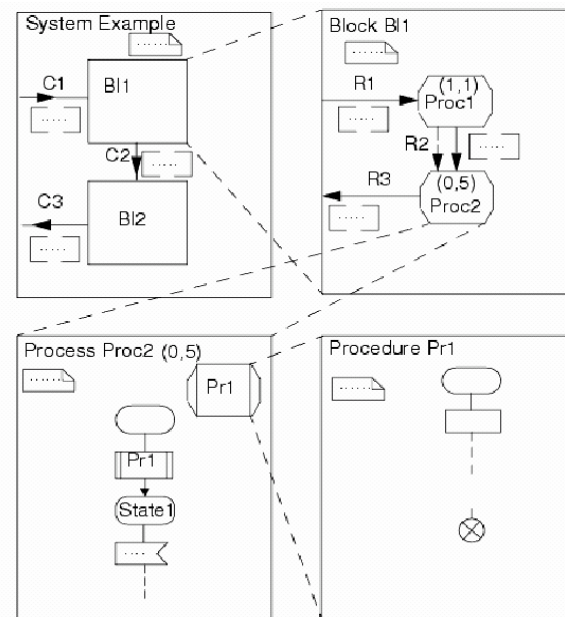 System Example
C1
Bl1
.....
C2
.....
C3
Bl2
.....
Block Bl1
R1
(1,1)
Proc1
.....
R2
.....
R3
(0,5)
Proc2
.....
Process Proc2 (0,5)
......
Pr1
Pr1
State1
....
Procedure Pr1
......